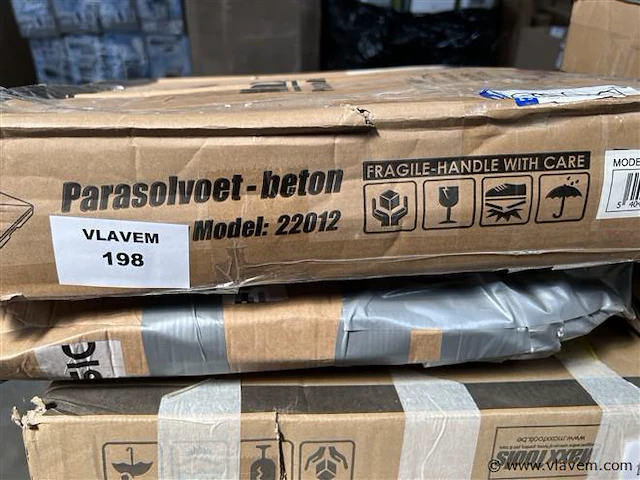 Parasolvoet-beton
Model: 22012
FRAGILE-HANDLE WITH CARE
MODE
VLAVEM
198
SIC
www.maxxtools.be
MAXX TOOLS
© www.vlavem.com